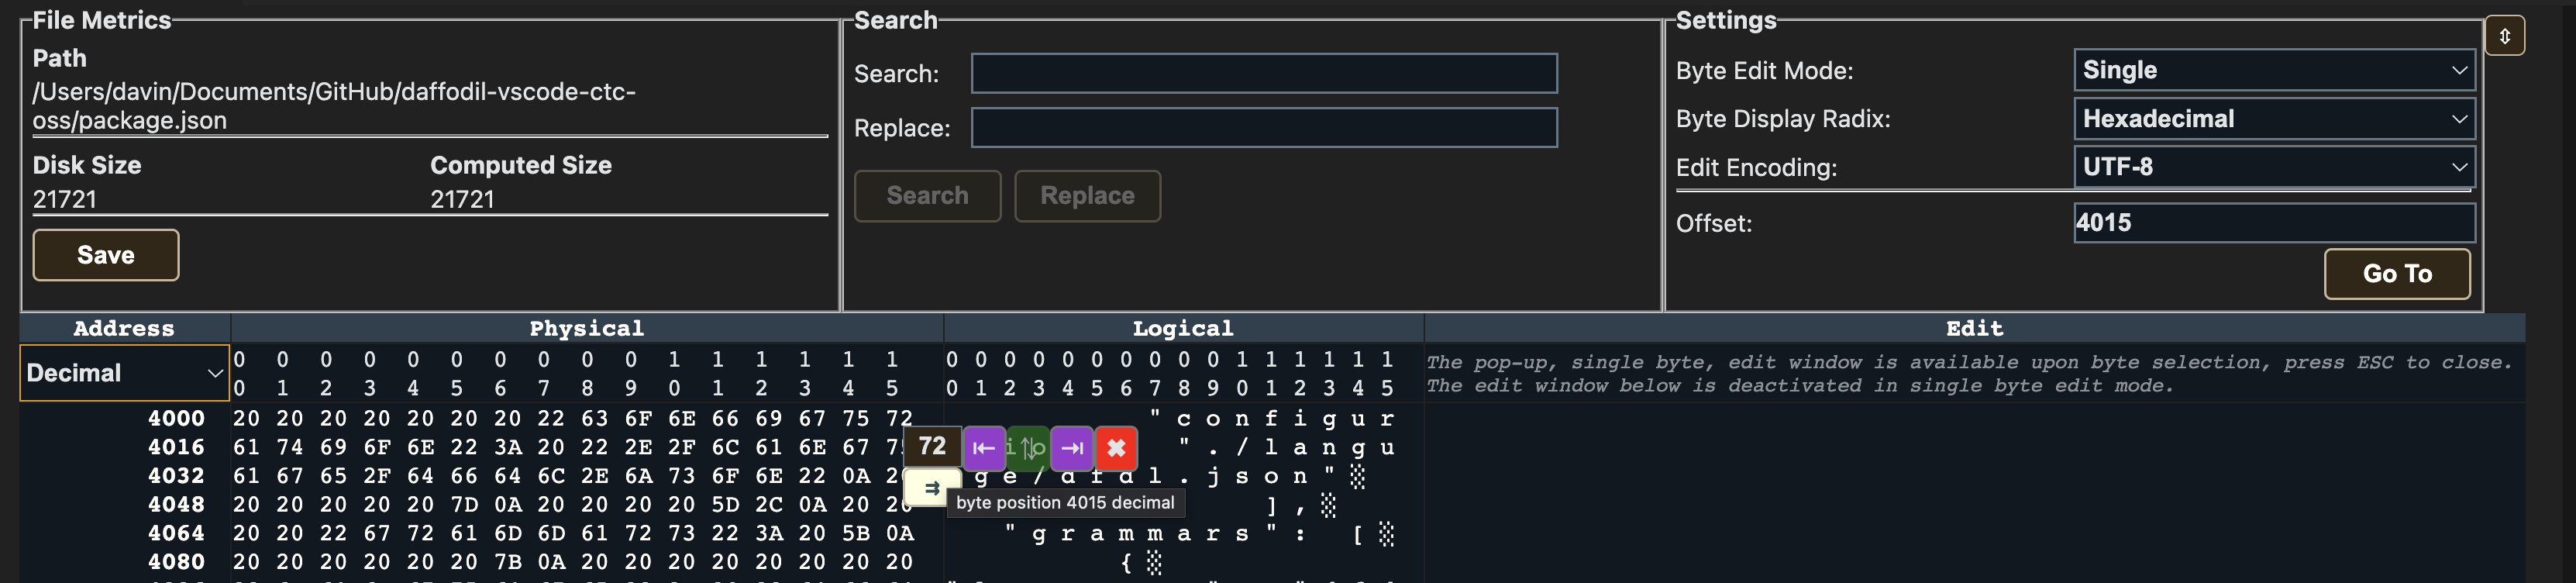 File Metrics
Path
/Users/davin/Documents/GitHub/daffodil-vscode-ctc-
oss/package.json
Disk Size Computed Size
21721 21721
Save
Search
Search:
Replace:
Search Replace
Settings
Byte Edit Mode: Single
Byte Display Radix: Hexadecimal
Edit Encoding: UTF-8
Offset: 4015
Go To
Address Physical Logical Edit
Decimal
0 0 0 0 0 0 0 0 0 0 1 1 1 1 1 1 0 0 0 0 0 0 0 0 0 0 1 1 1 1 1 1
0 1 2 3 4 5 6 7 8 9 0 1 2 3 4 5 0 1 2 3 4 5 6 7 8 9 0 1 2 3 4 5
The pop-up, single byte, edit window is available upon byte selection, press ESC to close.
The edit window below is deactivated in single byte edit mode.
4000 20 20 20 20 20 20 20 22 63 6F 6E 66 69 67 75 72 " c o n f i g u r
4016 61 74 69 6F 6E 22 3A 20 22 2E 2F 6C 61 6E 67 7 i o " . / l a n g u
72
4032 61 67 65 2F 64 66 64 6C 2E 6A 73 6F 6E 22 0A 2 g e / d f d l . j s o n "
byte position 4015 decimal
4048 20 20 20 20 20 7D 0A 20 20 20 20 5D 2C 0A 20 20 ] ,
4064 20 20 22 67 72 61 6D 6D 61 72 73 22 3A 20 5B 0A " g r a m m a r s " : [
4080 20 20 20 20 20 20 7B 0A 20 20 20 20 20 20 20 20 {